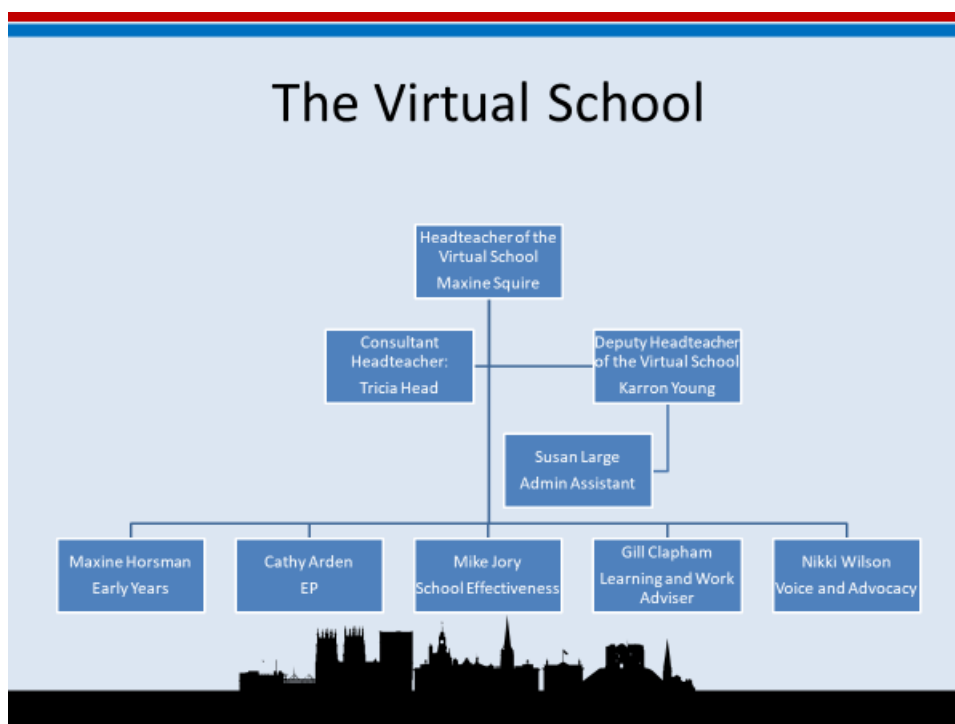 The Virtual School
Headteacher of the
Virtual School
Maxine Squire
Consultant
Headteacher:
Tricia Head
Deputy Headteacher
of the Virtual School
Karron Young
Susan Large
Admin Assistant
Maxine Horsman
Early Years
Cathy Arden
EP
Mike Jory
School Effectiveness
Gill Clapham
Learning and Work
Adviser
Nikki Wilson
Voice and Advocacy